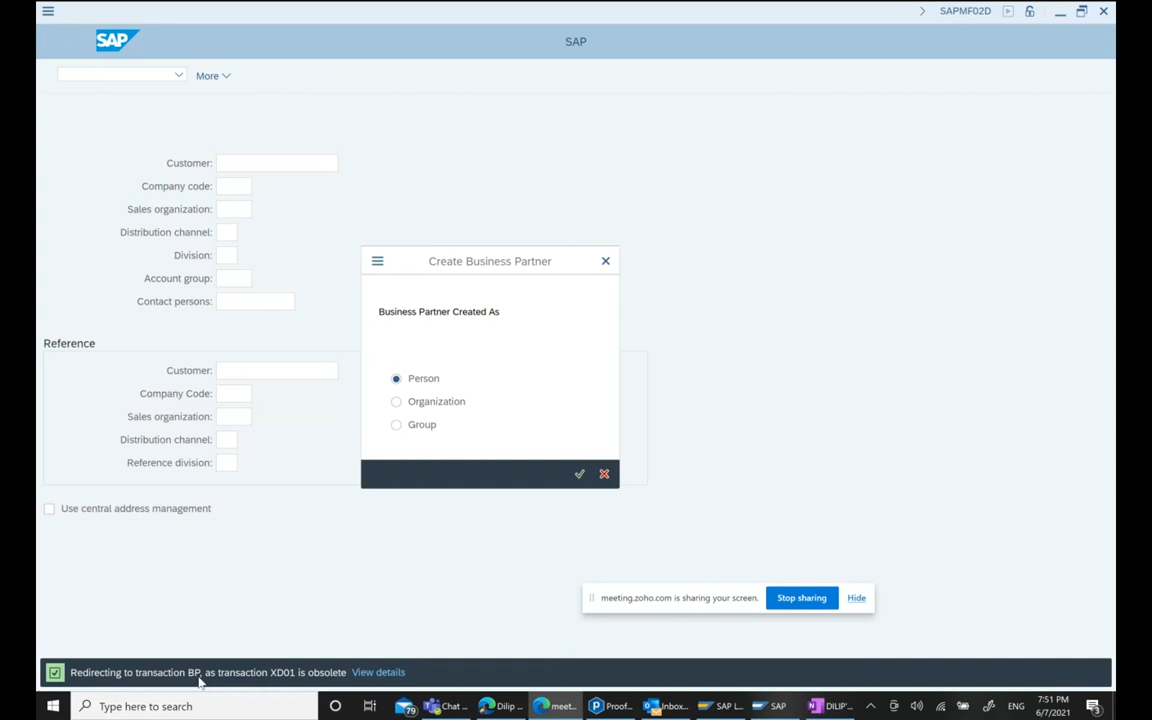 SAPMF02D
SAP
SAP
More
Customer:
Company code:
Sales organization:
Distribution channel:
Division:
Account group:
Contact persons:
Reference
Customer:
Company Code:
Sales organization:
Distribution channel:
Reference division:
Use central address management
Create Business Partner
Business Partner Created As
Person
Organization
Group
meeting.zoho.com is sharing your screen.
Stop sharing
Hide
Redirecting to transaction BP, as transaction XD01 is obsolete View details
Type here to search
79
Chat ...
Dilip ...
meet...
Proof...
Inbox...
SAP L...
SAP
DILIP'...
ENG
7:51 PM
6/7/2021
3